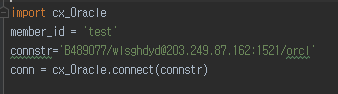 import cx_Oracle
member_id = 'test'
connstr='B489077/wlsghdyd@203.249.87.162:1521/orcl'
conn = cx_Oracle.connect(connstr)